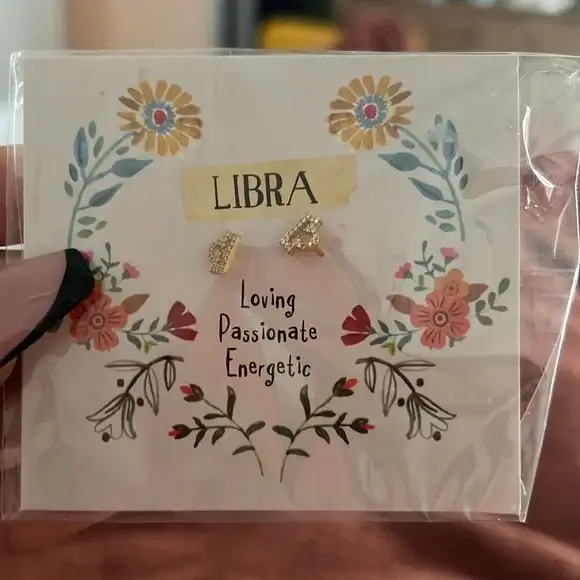 LIBRA
Loving
Passionate
Energetic